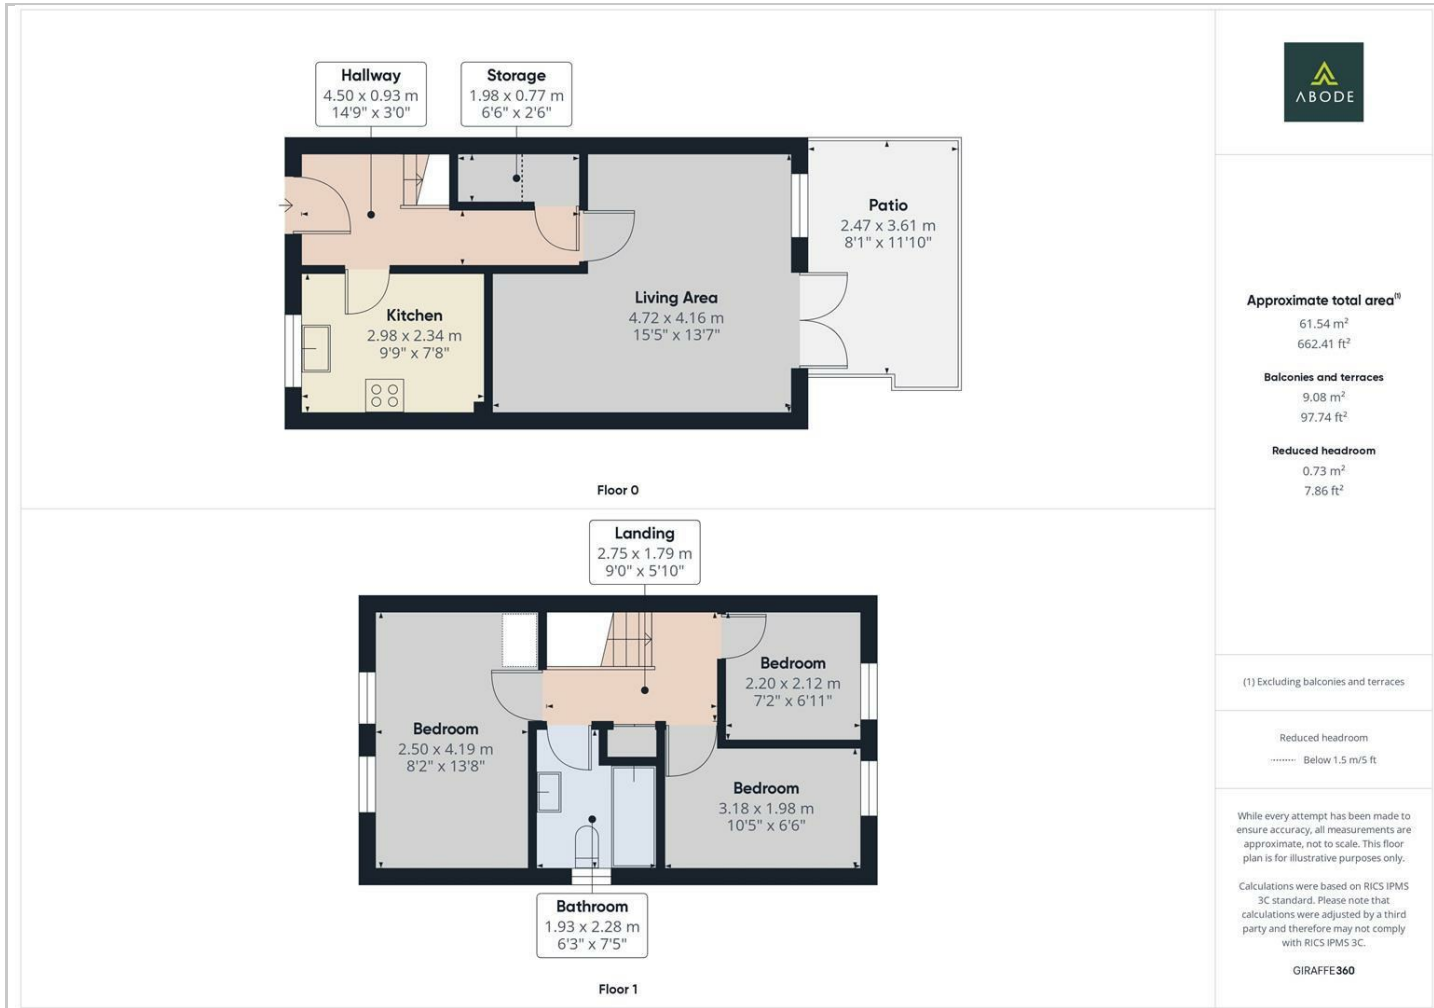 Hallway
4.50 x 0.93 m
14'9" x 3'0"
Storage
1.98 x 0.77 m
6'6" x 2'6"
Patio
2.47 x 3.61 m
8'1" x 11'10"
Living Area
4.72 x 4.16 m
15'5" x 13'7"
Kitchen
2.98 x 2.34 m
9'9" x 7'8"
Floor 0
Landing
2.75 x 1.79 m
9'0" x 5'10"
Bedroom
2.20 x 2.12 m
7'2" x 6'11"
Bedroom
2.50 x 4.19 m
8'2" x 13'8"
Bedroom
3.18 x 1.98 m
10'5" x 6'6"
Bathroom
1.93 x 2.28 m
6'3" x 7'5"
Floor 1
ABODE
Approximate total area⁽¹⁾
61.54 m²
662.41 ft²
Balconies and terraces
9.08 m²
97.74 ft²
Reduced headroom
0.73 m²
7.86 ft²
(1) Excluding balconies and terraces
Reduced headroom
Below 1.5 m/5 ft
While every attempt has been made to
ensure accuracy, all measurements are
approximate, not to scale. This floor
plan is for illustrative purposes only.
Calculations were based on RICS IPMS
3C standard. Please note that
calculations were adjusted by a third
party and therefore may not comply
with RICS IPMS 3C.
GIRAFFE360